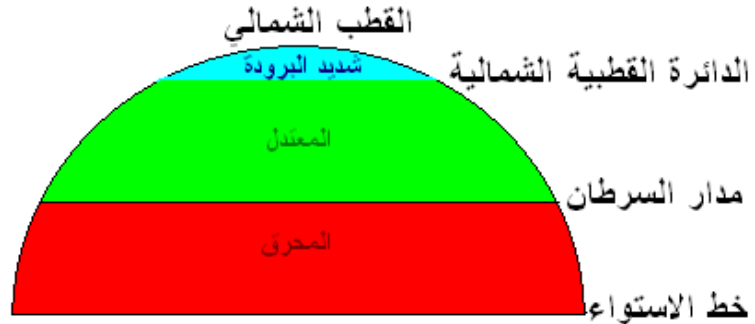 القطب الشمالي
شديد البرودة
الدائرة القطبية الشمالية
المعتدل
مدار السرطان
المحرق
خط الاستواء